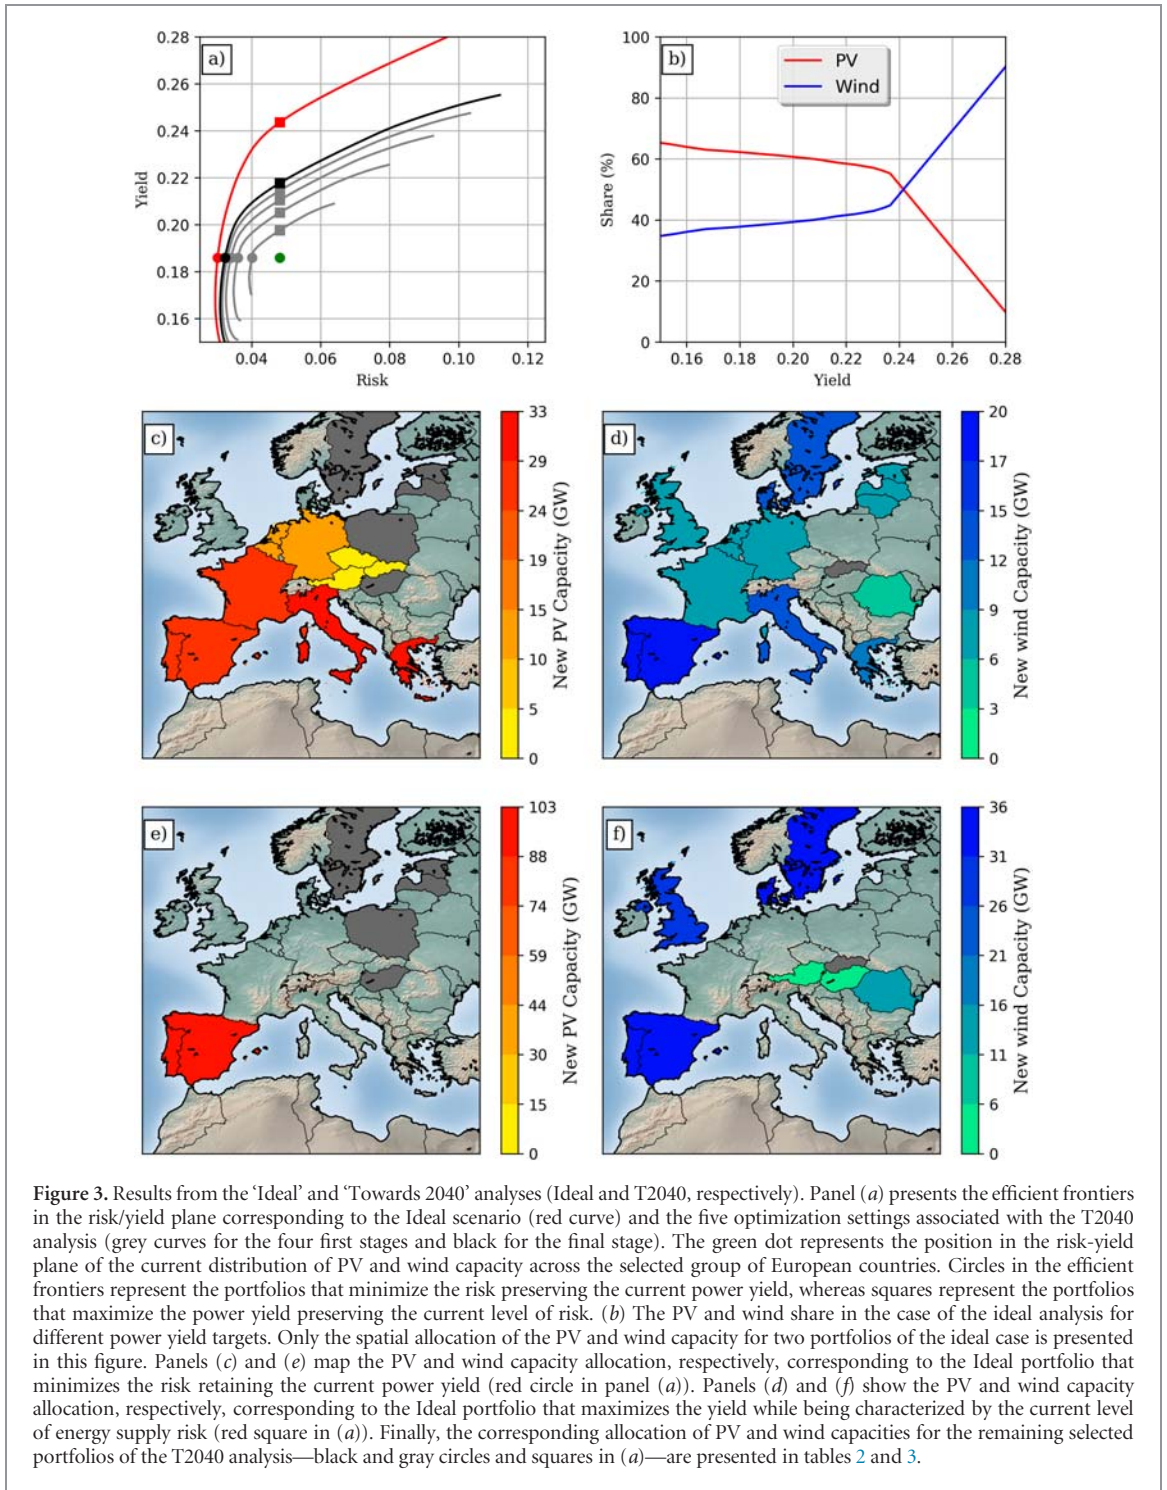 a)
0.28
0.26
0.24
0.22
0.20
0.18
0.16
Yield
0.04 0.06 0.08 0.10 0.12
Risk
b)
PV
Wind
100
80
60
40
20
0
Share (%)
0.16 0.18 0.20 0.22 0.24 0.26 0.28
Yield
c)
33
29
24
19
15
10
5
0
New PV Capacity (GW)
d)
20
17
15
12
9
6
3
0
New wind Capacity (GW)
e)
103
88
74
59
44
30
15
0
New PV Capacity (GW)
f)
36
31
26
21
16
11
6
0
New wind Capacity (GW)
Figure 3. Results from the ‘Ideal’ and ‘Towards 2040’ analyses (Ideal and T2040, respectively). Panel (a) presents the efficient frontiers
in the risk/yield plane corresponding to the Ideal scenario (red curve) and the five optimization settings associated with the T2040
analysis (grey curves for the four first stages and black for the final stage). The green dot represents the position in the risk-yield
plane of the current distribution of PV and wind capacity across the selected group of European countries. Circles in the efficient
frontiers represent the portfolios that minimize the risk preserving the current power yield, whereas squares represent the portfolios
that maximize the power yield preserving the current level of risk. (b) The PV and wind share in the case of the ideal analysis for
different power yield targets. Only the spatial allocation of the PV and wind capacity for two portfolios of the ideal case is presented
in this figure. Panels (c) and (e) map the PV and wind capacity allocation, respectively, corresponding to the Ideal portfolio that
minimizes the risk retaining the current power yield (red circle in panel (a)). Panels (d) and (f) show the PV and wind capacity
allocation, respectively, corresponding to the Ideal portfolio that maximizes the yield while being characterized by the current level
of energy supply risk (red square in (a)). Finally, the corresponding allocation of PV and wind capacities for the remaining selected
portfolios of the T2040 analysis—black and gray circles and squares in (a)—are presented in tables 2 and 3.